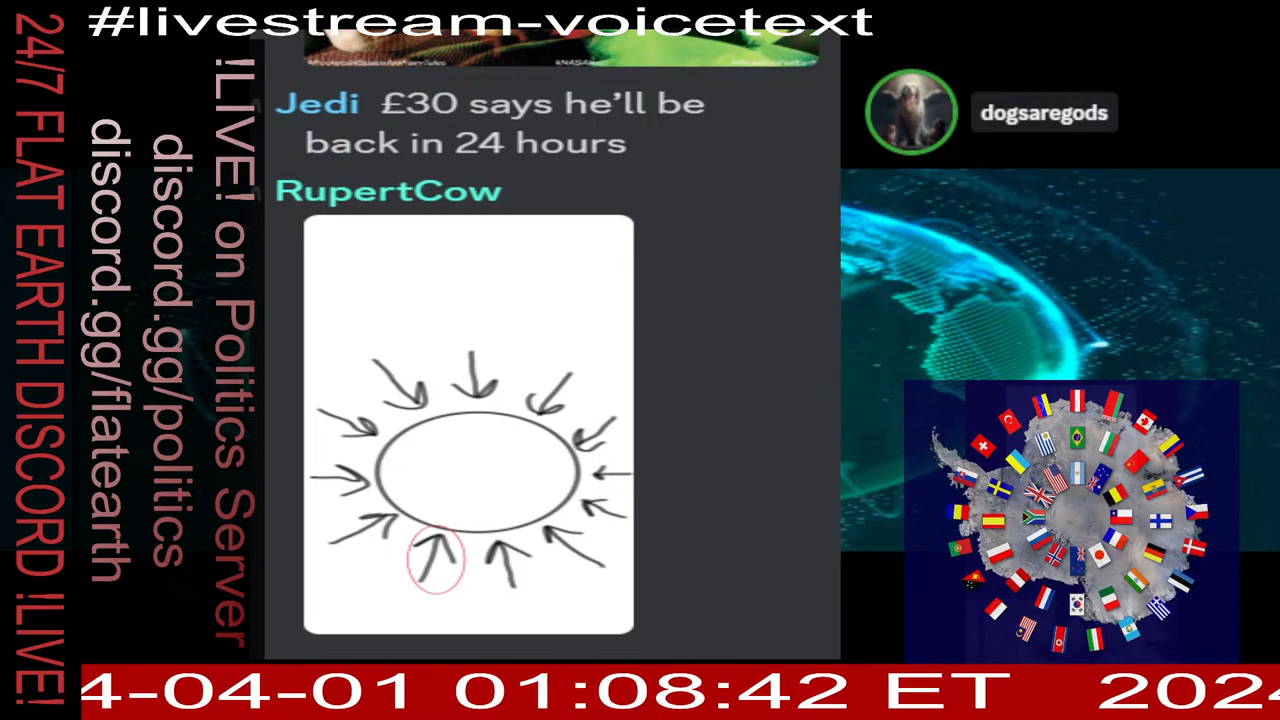 #livestream-voicetext
24/7 FLAT EARTH DISCORD !LIVE!
discord.gg/flatearth
discord.gg/politics
!LIVE! on Politics Server
Jedi £30 says he’ll be
back in 24 hours
RupertCow
dogsaregods
4-04-01 01:08:42 ET 202